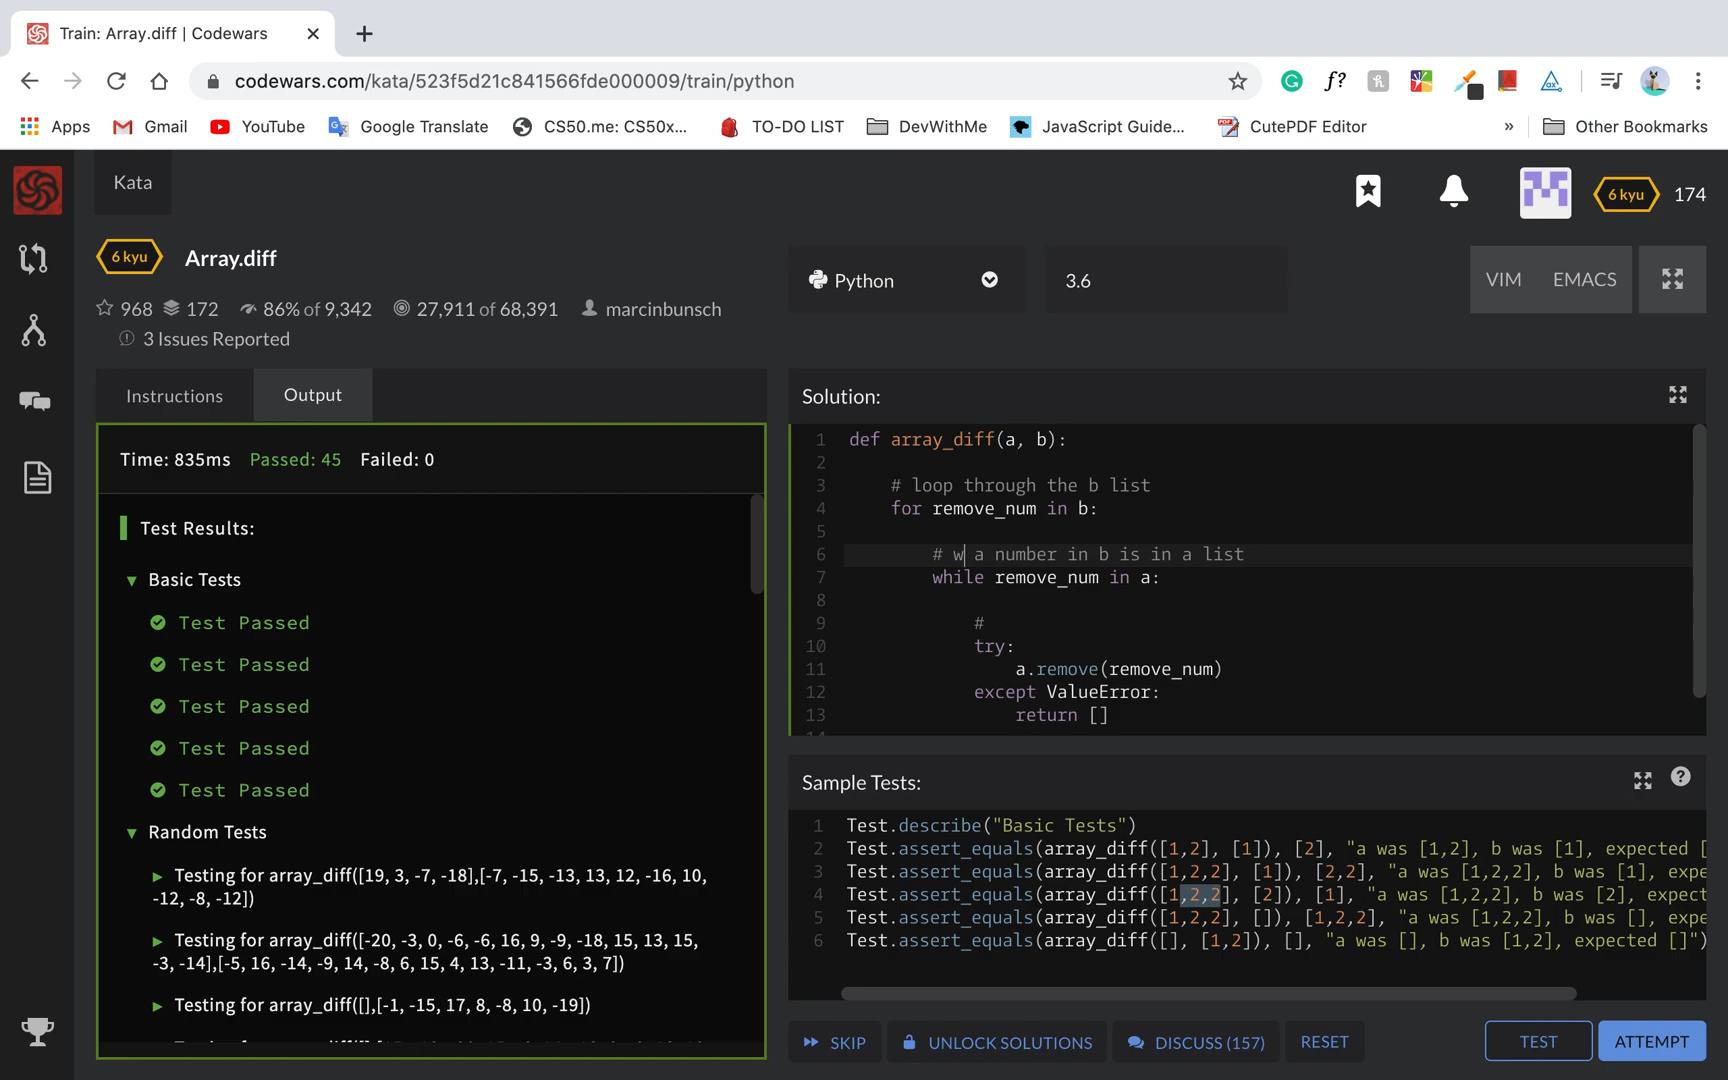 Train: Array.diff | Codewars
codewars.com/kata/523f5d21c841566fde000009/train/python
f?
Apps
Gmail
YouTube
Google Translate
CS50.me: CS50x...
TO-DO LIST
DevWithMe
JavaScript Guide...
CutePDF Editor
»
Other Bookmarks
Kata
6 kyu
174
6 kyu
Array.diff
968
172
86% of 9,342
27,911 of 68,391
marcinbunsch
3 Issues Reported
Python
3.6
VIM
EMACS
Instructions
Output
Time: 835ms Passed: 45 Failed: 0
Test Results:
Basic Tests
Test Passed
Test Passed
Test Passed
Test Passed
Test Passed
Random Tests
Testing for array_diff([19, 3, -7, -18],[-7, -15, -13, 13, 12, -16, 10,
-12, -8, -12])
Testing for array_diff([-20, -3, 0, -6, -6, 16, 9, -9, -18, 15, 13, 15,
-3, -14],[-5, 16, -14, -9, 14, -8, 6, 15, 4, 13, -11, -3, 6, 3, 7])
Testing for array_diff([],[-1, -15, 17, 8, -8, 10, -19])
Solution:
1 def array_diff(a, b):
2
3 # loop through the b list
4 for remove_num in b:
5
6 # w a number in b is in a list
7 while remove_num in a:
8
9 #
10 try:
11 a.remove(remove_num)
12 except ValueError:
13 return []
14
Sample Tests:
1 Test.describe("Basic Tests")
2 Test.assert_equals(array_diff([1,2], [1]), [2], "a was [1,2], b was [1], expected [
3 Test.assert_equals(array_diff([1,2,2], [1]), [2,2], "a was [1,2,2], b was [1], expe
4 Test.assert_equals(array_diff([1,2,2], [2]), [1], "a was [1,2,2], b was [2], expect
5 Test.assert_equals(array_diff([1,2,2], []), [1,2,2], "a was [1,2,2], b was [], expe
6 Test.assert_equals(array_diff([], [1,2]), [], "a was [], b was [1,2], expected []")
SKIP
UNLOCK SOLUTIONS
DISCUSS (157)
RESET
TEST
ATTEMPT